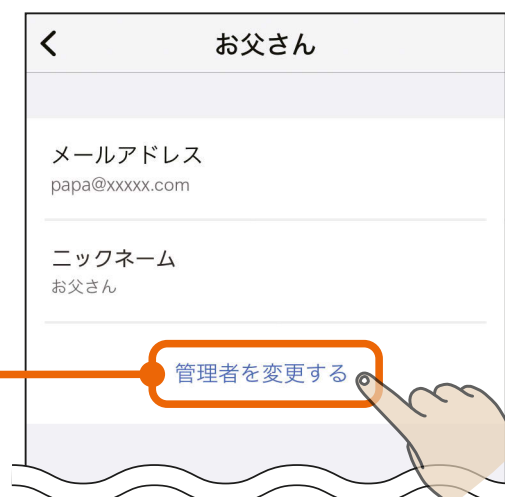 お父さん
メールアドレス
papa@xxxxx.com
ニックネーム
お父さん
管理者を変更する